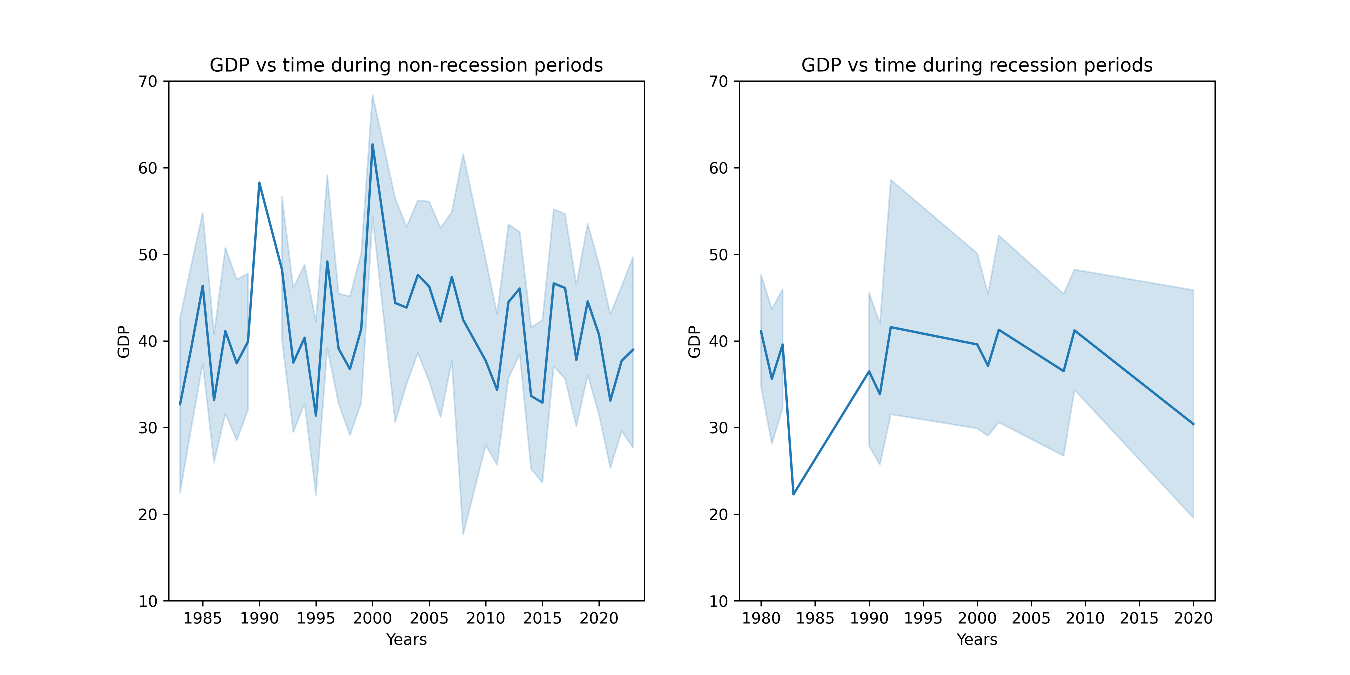 GDP vs time during non-recession periods
70
60
50
40
30
20
10
GDP
1985 1990 1995 2000 2005 2010 2015 2020
Years
GDP vs time during recession periods
70
60
50
40
30
20
10
GDP
1980 1985 1990 1995 2000 2005 2010 2015 2020
Years